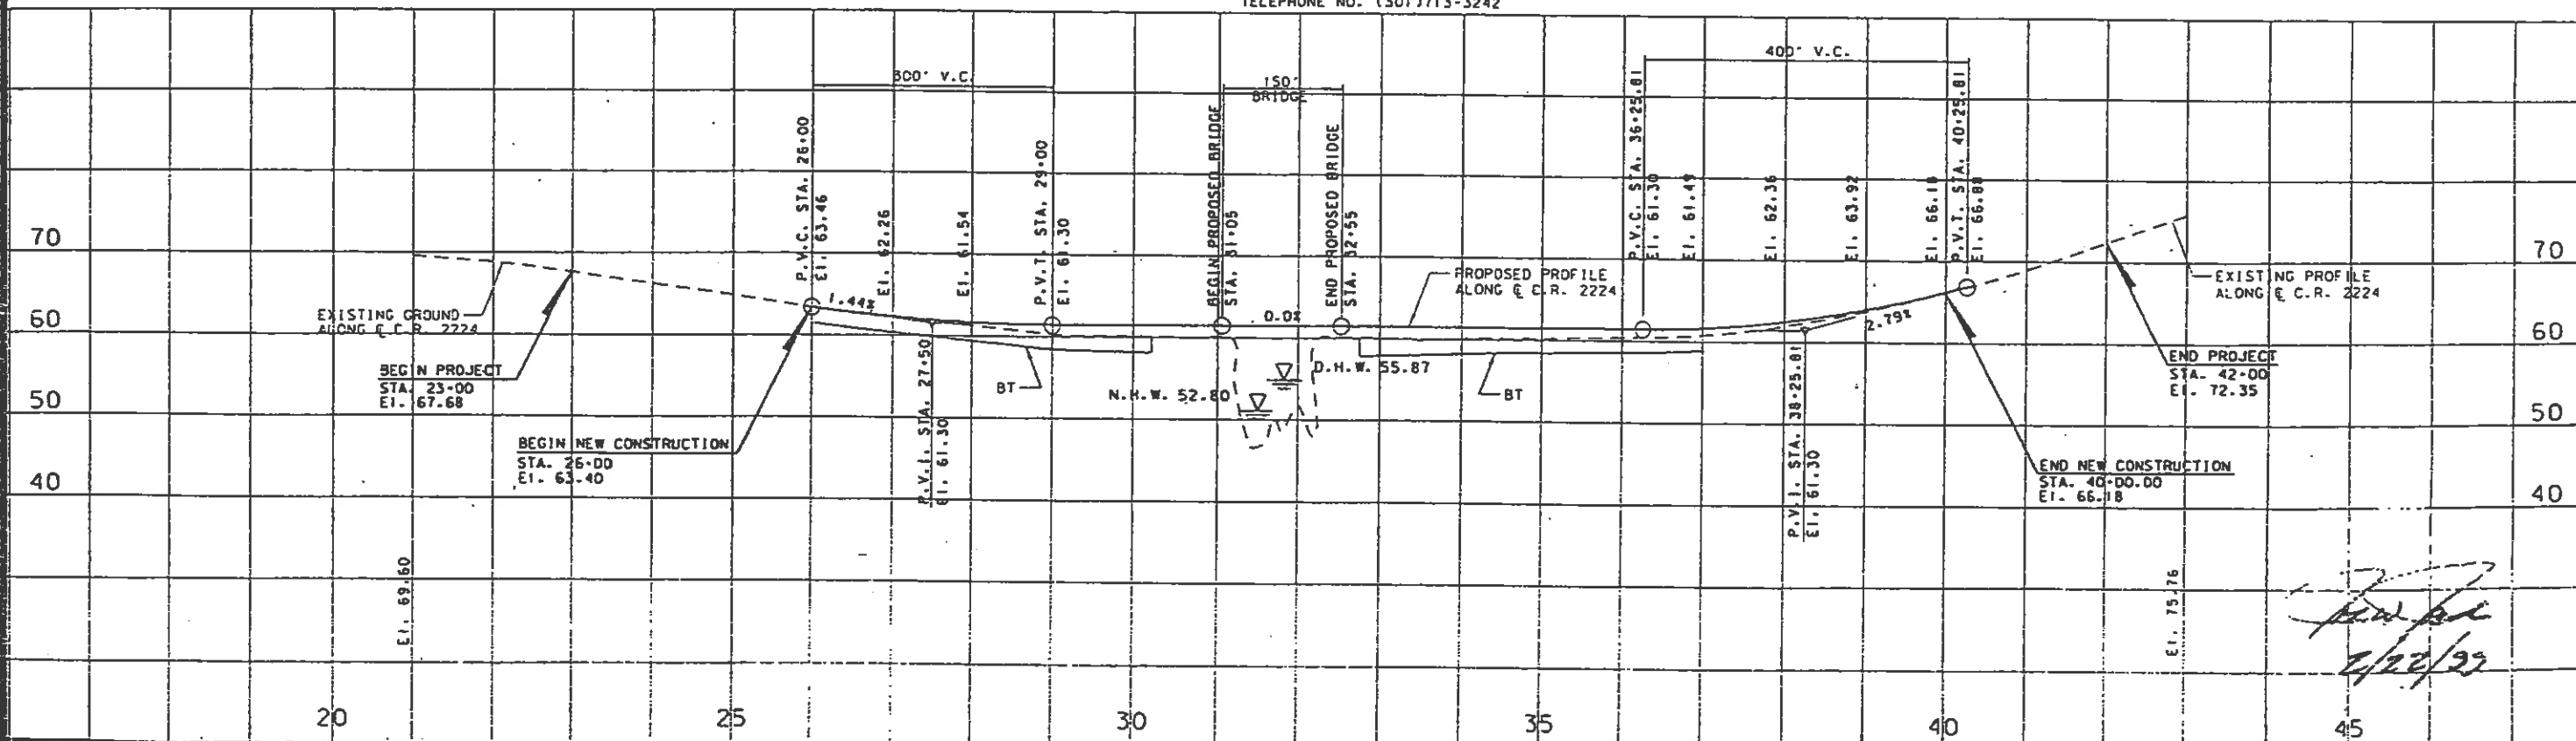 TELEPHONE NO. (301)713-3242
400' V.C.
300' V.C.
150'
BRIDGE
P.V.C. STA. 26+00
El. 63.46
El. 62.26
El. 61.54
P.V.T. STA. 29+00
El. 61.30
BEGIN PROPOSED BRIDGE
STA. 31+05
END PROPOSED BRIDGE
STA. 32+55
P.V.C. STA. 36+25.81
El. 61.30
El. 61.49
El. 62.36
El. 63.92
El. 66.18
P.V.T. STA. 40+25.81
El. 66.88
70
70
EXISTING GROUND
ALONG ℄ C.R. 2224
1.44%
0.0%
PROPOSED PROFILE
ALONG ℄ C.R. 2224
2.79%
EXISTING PROFILE
ALONG ℄ C.R. 2224
60
60
BEGIN PROJECT
STA. 23+00
El. 67.68
BT
N.H.W. 52.80
D.H.W. 55.87
BT
END PROJECT
STA. 42+00
El. 72.35
50
50
P.V.I. STA. 27+50
El. 61.30
P.V.I. STA. 38+25.81
El. 61.30
BEGIN NEW CONSTRUCTION
STA. 26+00
El. 63.40
END NEW CONSTRUCTION
STA. 40+00.00
El. 66.18
40
40
El. 69.60
El. 75.76
2/22/99
20
25
30
35
40
45